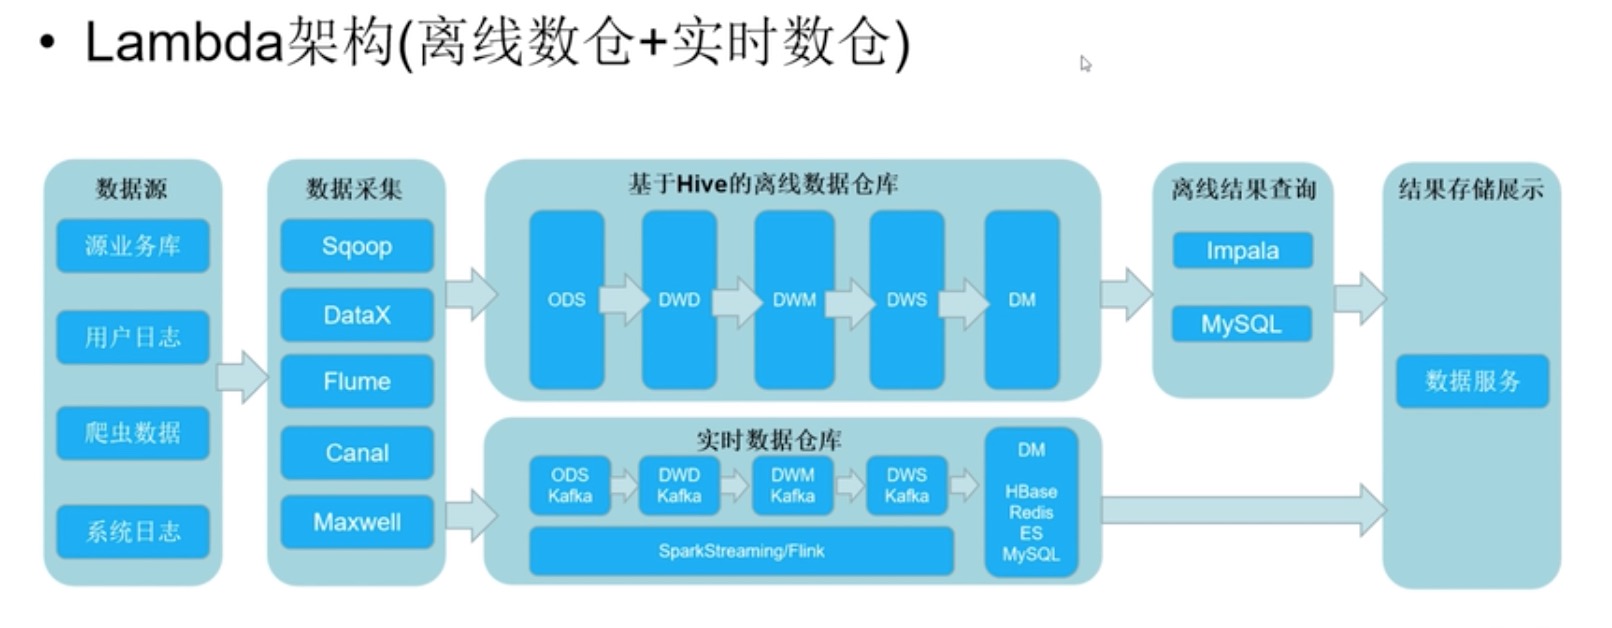 • Lambda架构(离线数仓+实时数仓)
数据源
源业务库
用户日志
爬虫数据
系统日志
数据采集
Sqoop
DataX
Flume
Canal
Maxwell
基于Hive的离线数据仓库
ODS
DWD
DWM
DWS
DM
实时数据仓库
ODS
Kafka
DWD
Kafka
DWM
Kafka
DWS
Kafka
SparkStreaming/Flink
DM
HBase
Redis
ES
MySQL
离线结果查询
Impala
MySQL
结果存储展示
数据服务